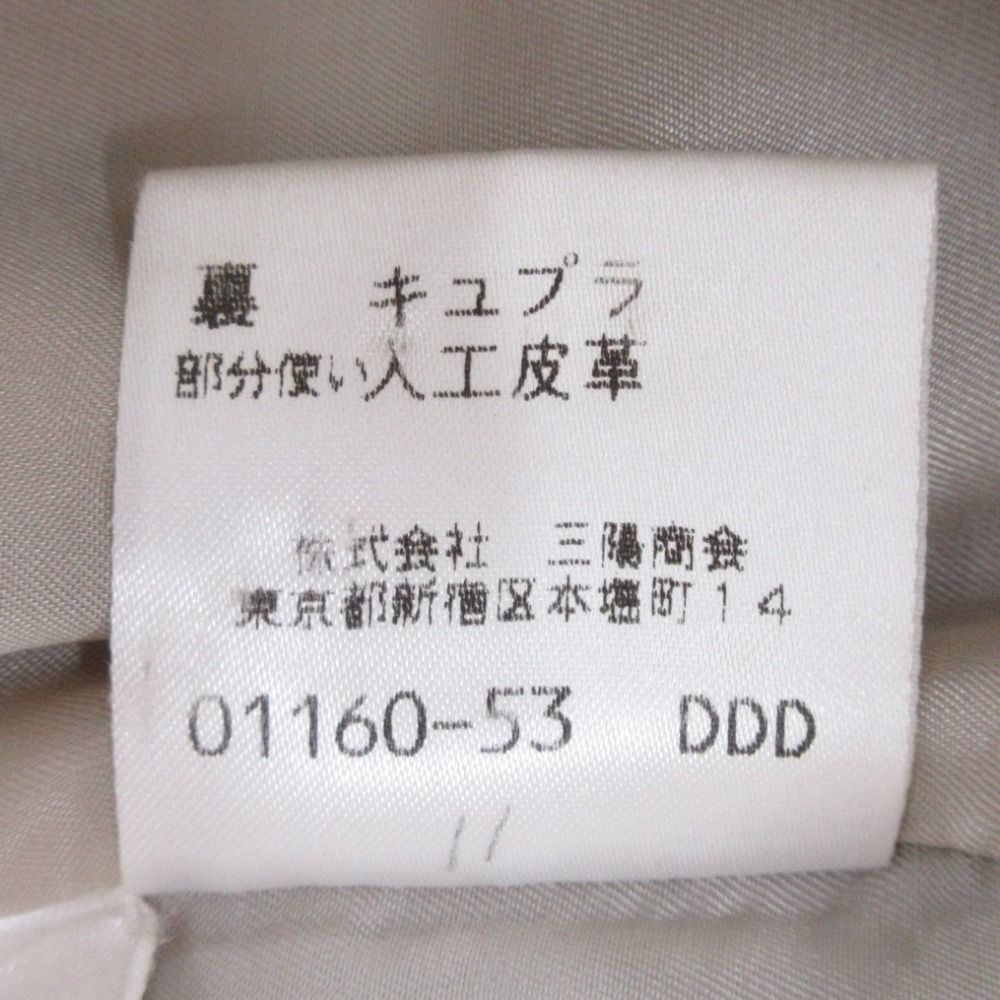 裏 キュプラ
部分使い人工皮革
株式会社 三陽商会
東京都新宿区本塩町14
01160-53 DDD
11